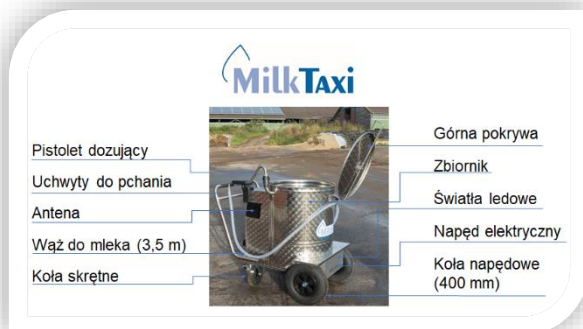 MilkTaxi
Pistolet dozujący
Uchwyty do pchania
Antena
Wąż do mleka (3,5 m)
Koła skrętne
Górna pokrywa
Zbiornik
Światła ledowe
Napęd elektryczny
Koła napędowe
(400 mm)